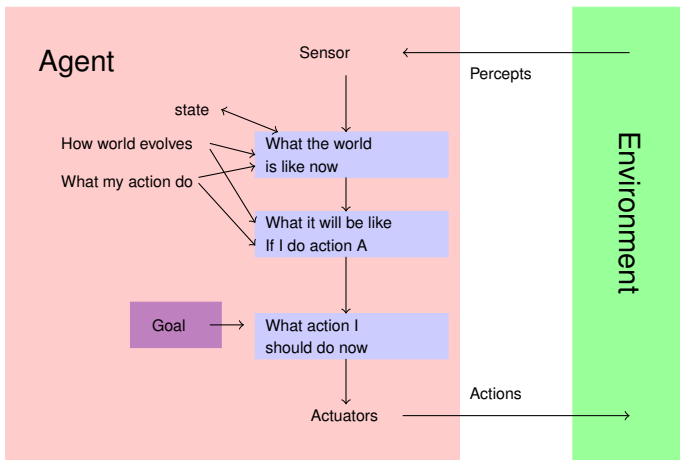 Agent
Sensor
Percepts
state
How world evolves
What the world
is like now
What my action do
What it will be like
If I do action A
Environment
Goal
What action I
should do now
Actions
Actuators